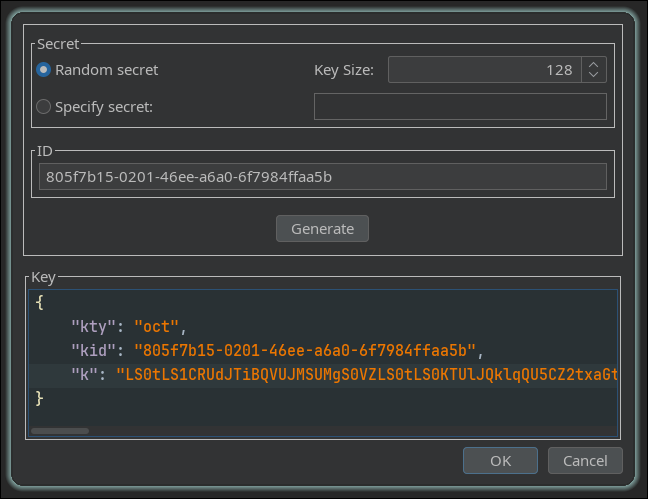 Secret
Random secret
Key Size:
128
Specify secret:
ID
805f7b15-0201-46ee-a6a0-6f7984ffaa5b
Generate
Key
{
"kty": "oct",
"kid": "805f7b15-0201-46ee-a6a0-6f7984ffaa5b",
"k": "LS0tLS1CRUdJTiBQVUJMSUMgS0VZLS0tLS0KTUlJQklqQU5CZ2txaGt
}
OK
Cancel